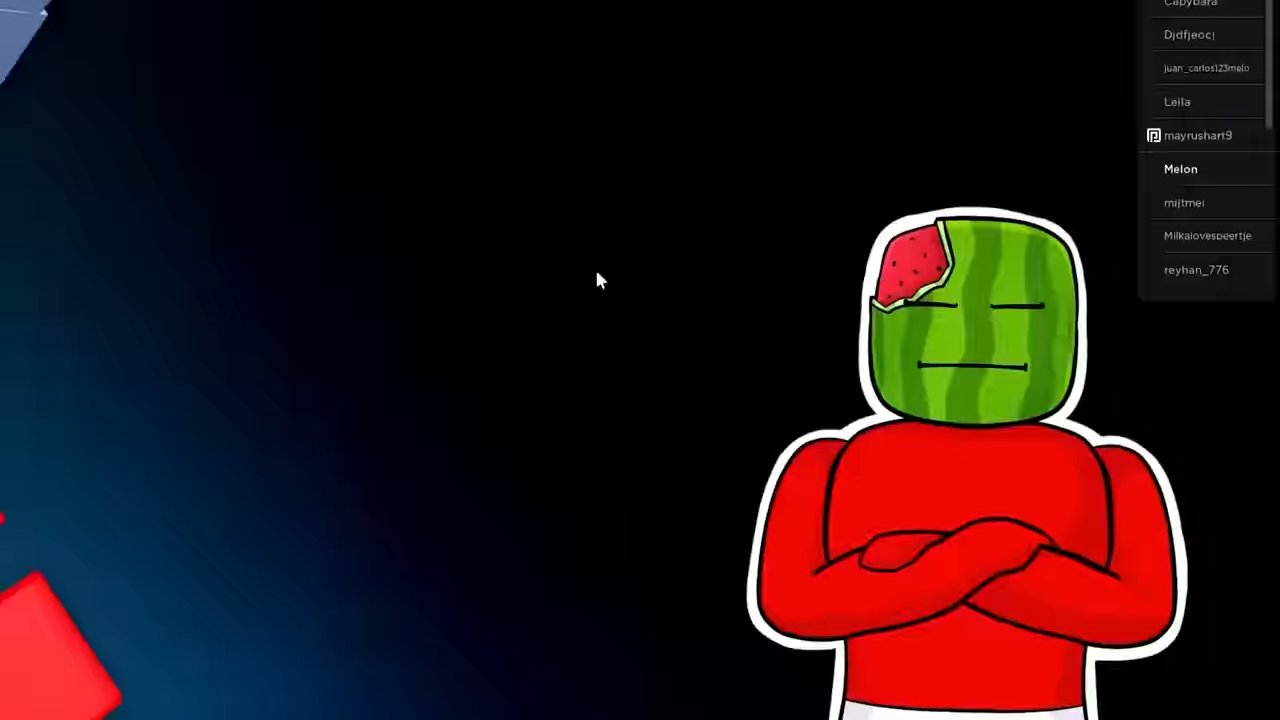 Capybara
Djdfjeocj
juan_carlos123melo
Leila
mayrushart9
Melon
mijtmei
Milkalovespeertje
reyhan_776